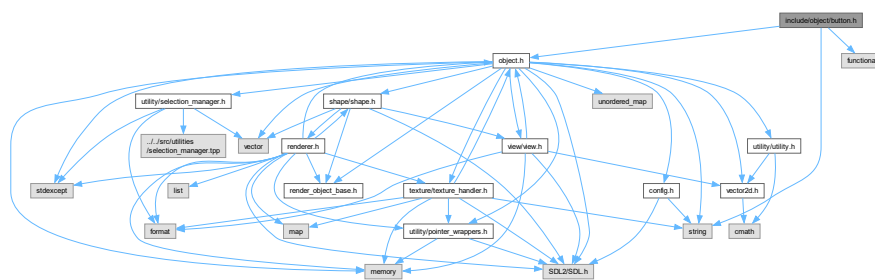 include/object/button.h
object.h
functional
utility/selection_manager.h
shape/shape.h
unordered_map
../../src/utilities
/selection_manager.tpp
vector
renderer.h
view/view.h
utility/utility.h
stdexcept
list
render_object_base.h
texture/texture_handler.h
config.h
vector2d.h
format
map
utility/pointer_wrappers.h
string
cmath
memory
SDL2/SDL.h